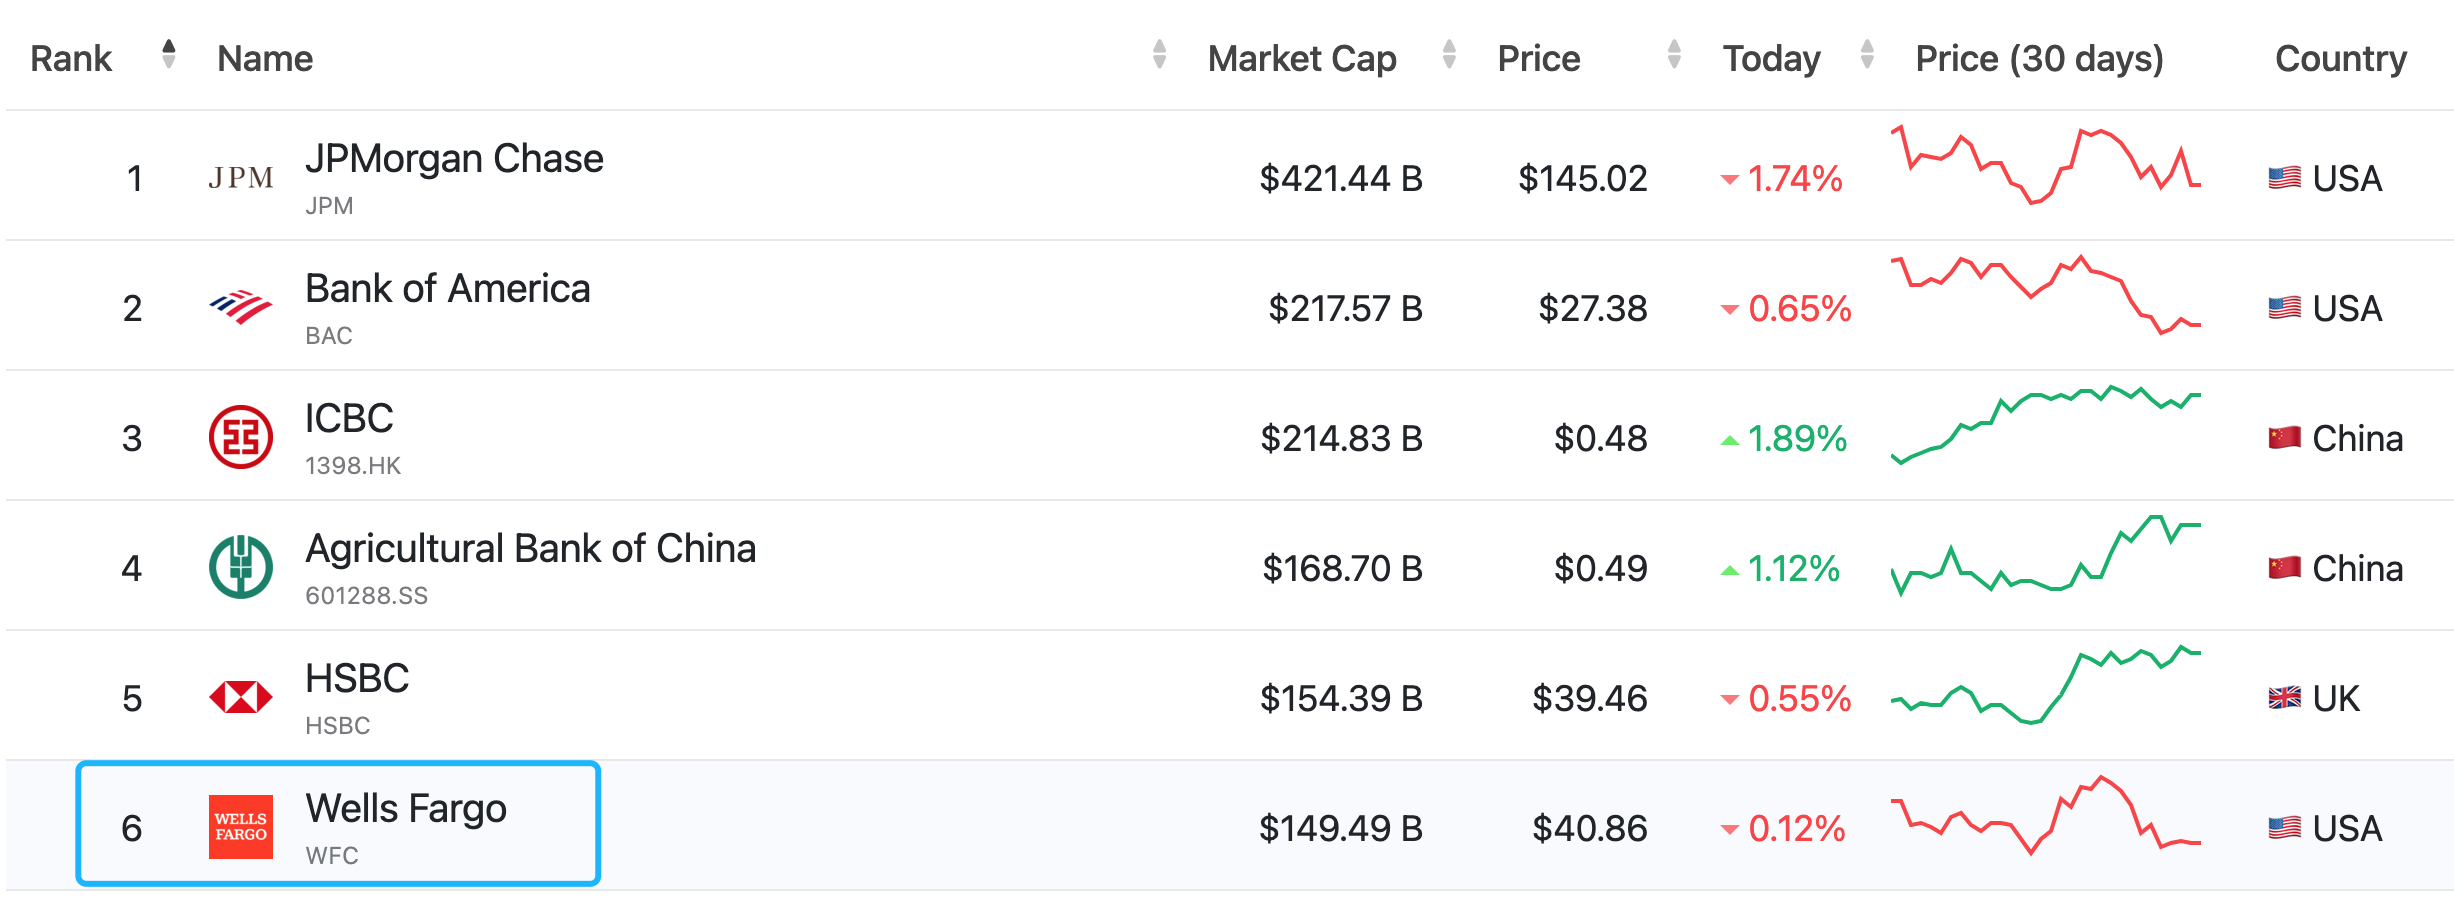 Rank Name Market Cap Price Today Price (30 days) Country
1 JPM JPMorgan Chase $421.44 B $145.02 1.74% USA
JPM
2 Bank of America $217.57 B $27.38 0.65% USA
BAC
3 ICBC $214.83 B $0.48 1.89% China
1398.HK
4 Agricultural Bank of China $168.70 B $0.49 1.12% China
601288.SS
5 HSBC $154.39 B $39.46 0.55% UK
HSBC
6 WELLS FARGO Wells Fargo $149.49 B $40.86 0.12% USA
WFC